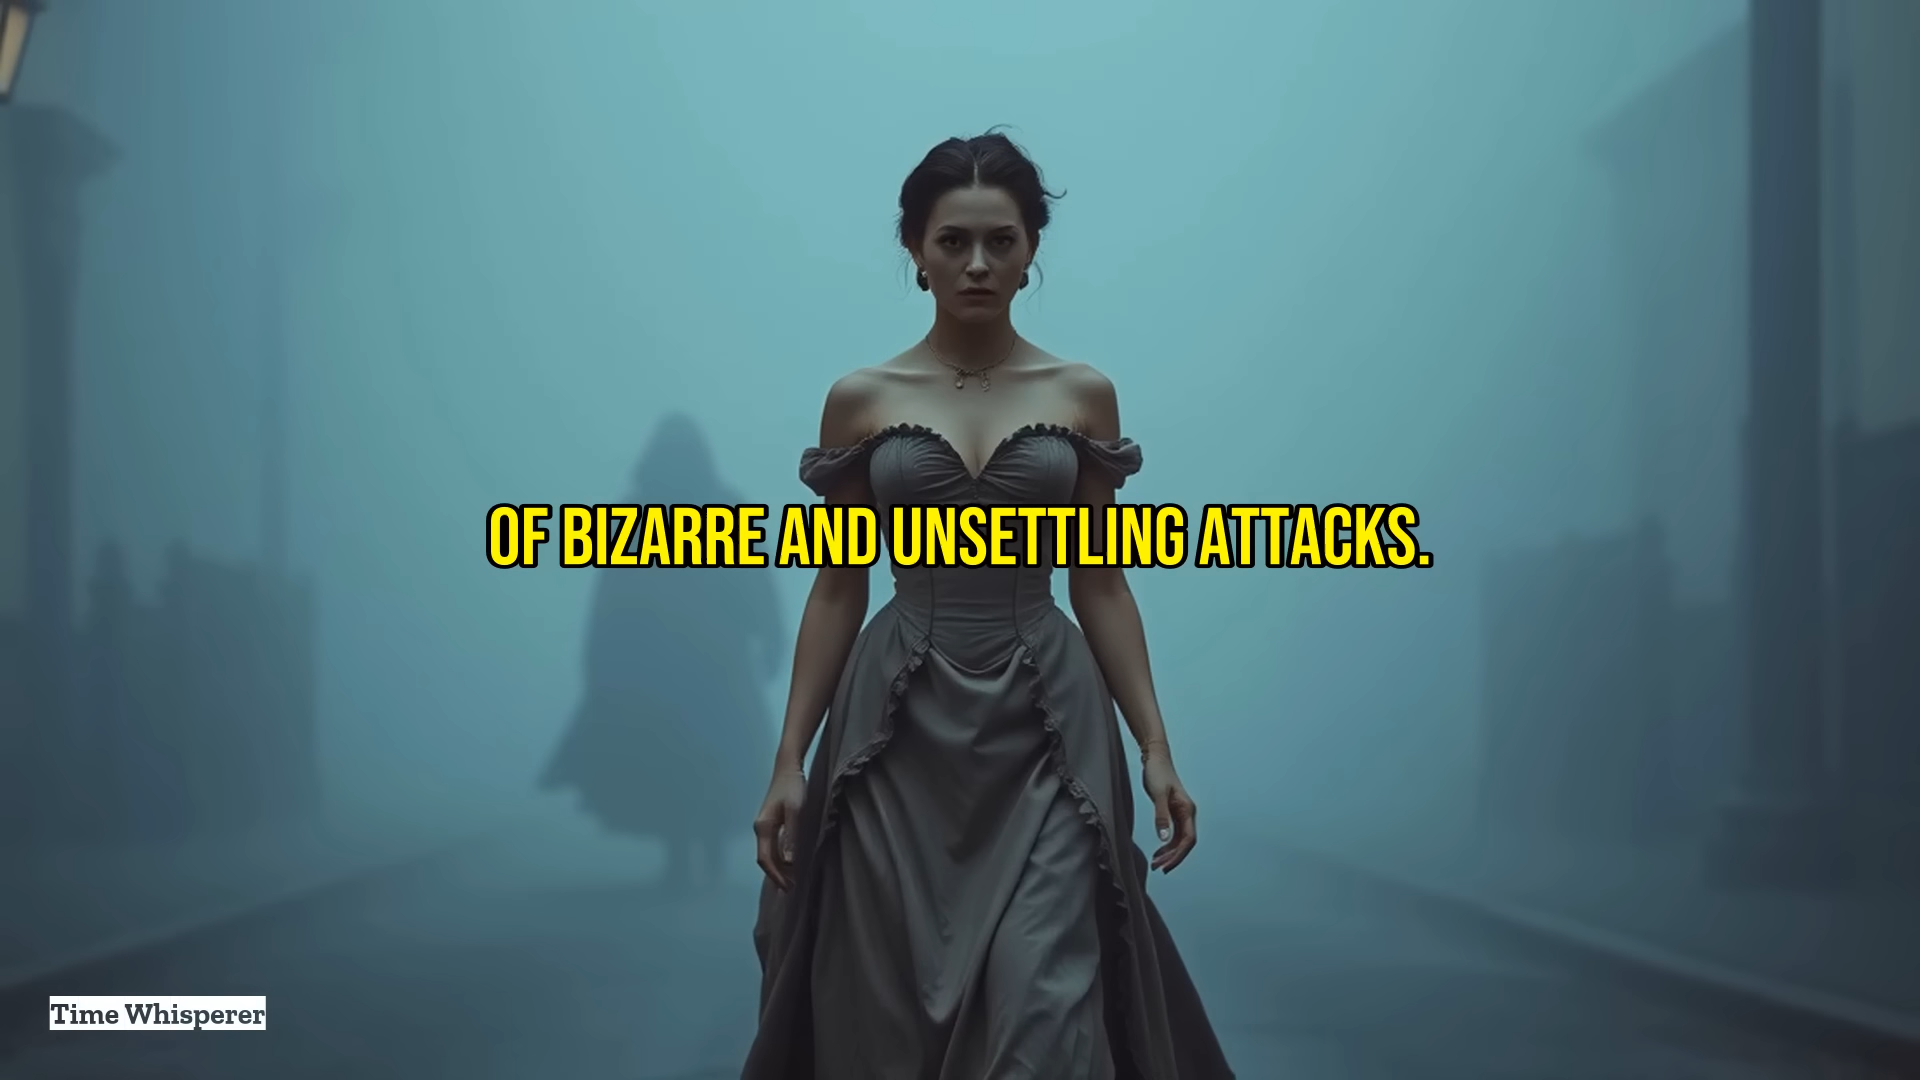 OF BIZARRE AND UNSETTLING ATTACKS.
Time Whisperer